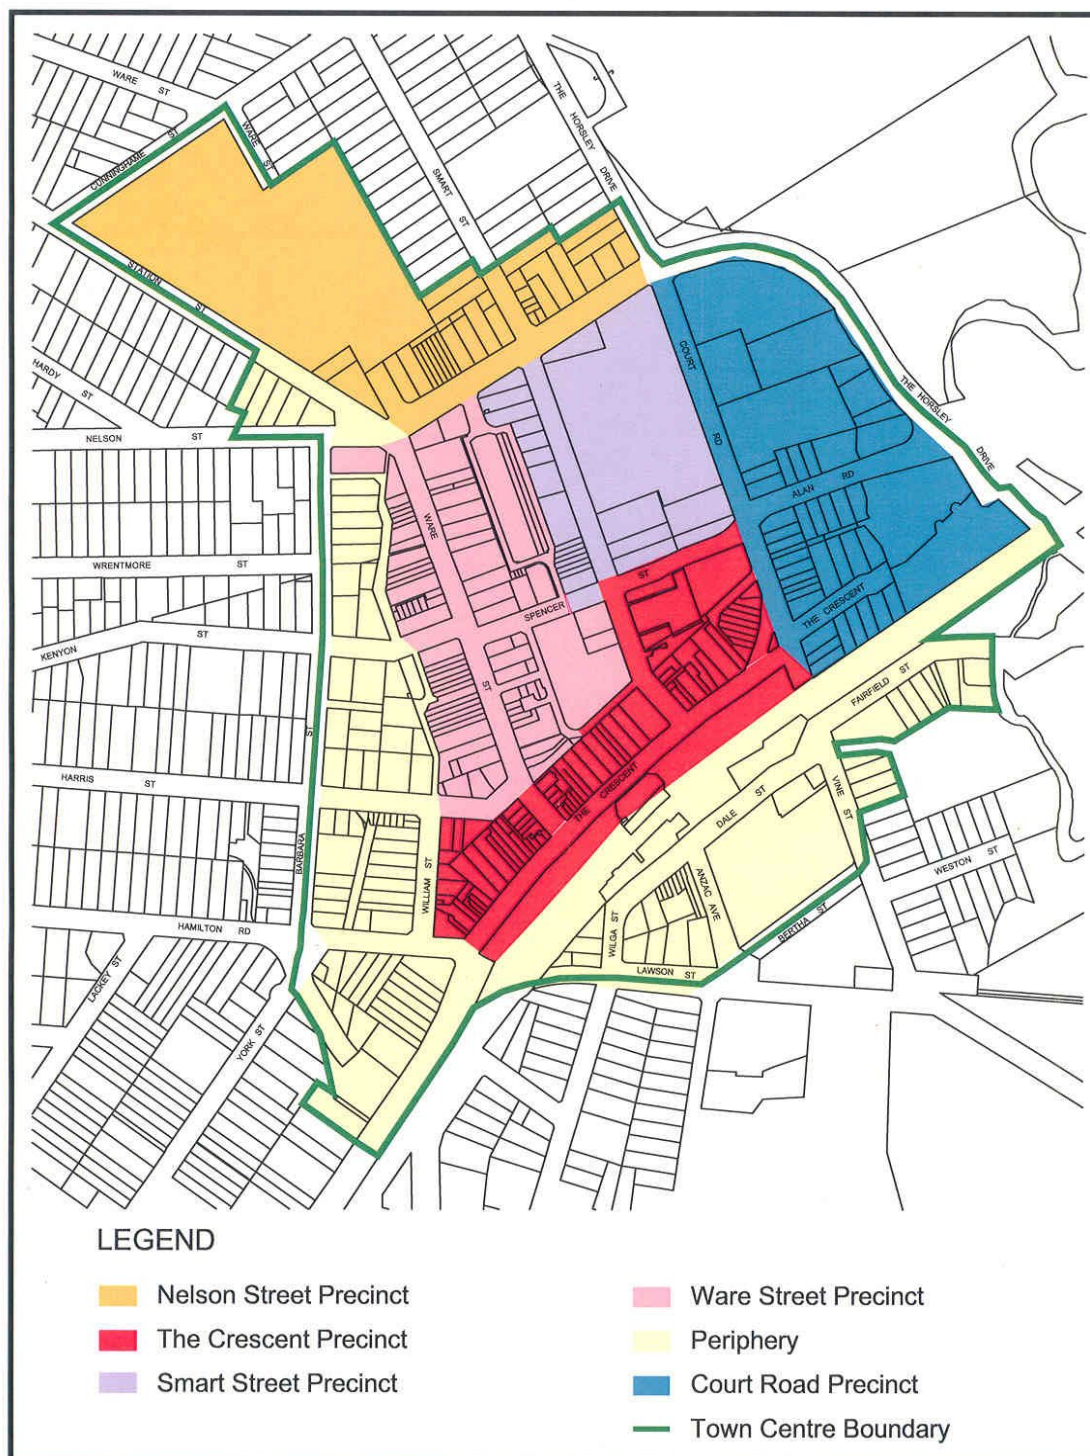 WARE ST
CUNNINGHAME ST
WARE ST
SMART ST
THE HORSLEY DRIVE
STATION ST
HARDY ST
NELSON ST
COURT RD
THE HORSLEY DRIVE
ALAN RD
WARE ST
WRENTMORE ST
SPENCER ST
THE CRESCENT
KENYON ST
FAIRFIELD ST
HARRIS ST
BARBARA ST
THE CRESCENT
DALE ST
VINE ST
WILLIAM ST
ANZAC AVE
WESTON ST
HAMILTON RD
WILGA ST
BERTHA ST
LAWSON ST
LACKEY ST
YORK ST
LEGEND
Nelson Street Precinct
The Crescent Precinct
Smart Street Precinct
Ware Street Precinct
Periphery
Court Road Precinct
Town Centre Boundary